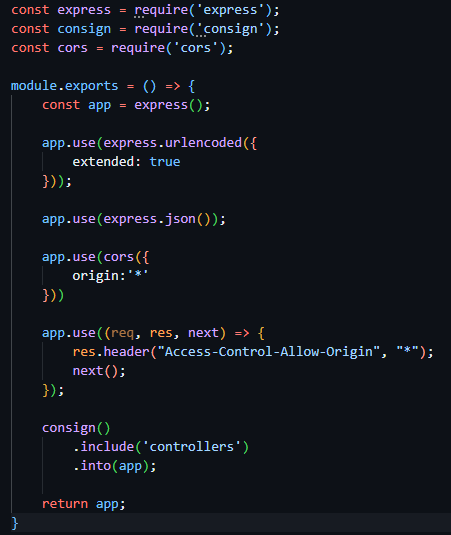 const express = require('express');
const consign = require('consign');
const cors = require('cors');
module.exports = () => {
const app = express();
app.use(express.urlencoded({
extended: true
}));
app.use(express.json());
app.use(cors({
origin:'*'
}))
app.use((req, res, next) => {
res.header("Access-Control-Allow-Origin", "*");
next();
});
consign()
.include('controllers')
.into(app);
return app;
}